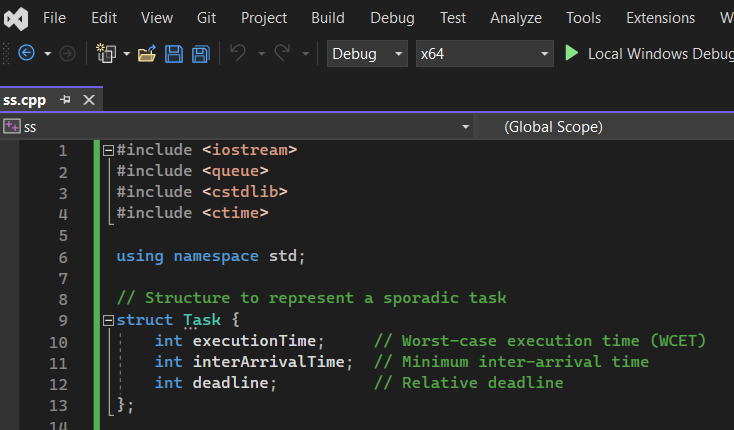 File Edit View Git Project Build Debug Test Analyze Tools Extensions W
Debug x64 Local Windows Debug
ss.cpp
ss (Global Scope)
1 #include <iostream>
2 #include <queue>
3 #include <cstdlib>
4 #include <ctime>
5
6 using namespace std;
7
8 // Structure to represent a sporadic task
9 struct Task {
10 int executionTime; // Worst-case execution time (WCET)
11 int interArrivalTime; // Minimum inter-arrival time
12 int deadline; // Relative deadline
13 };
14